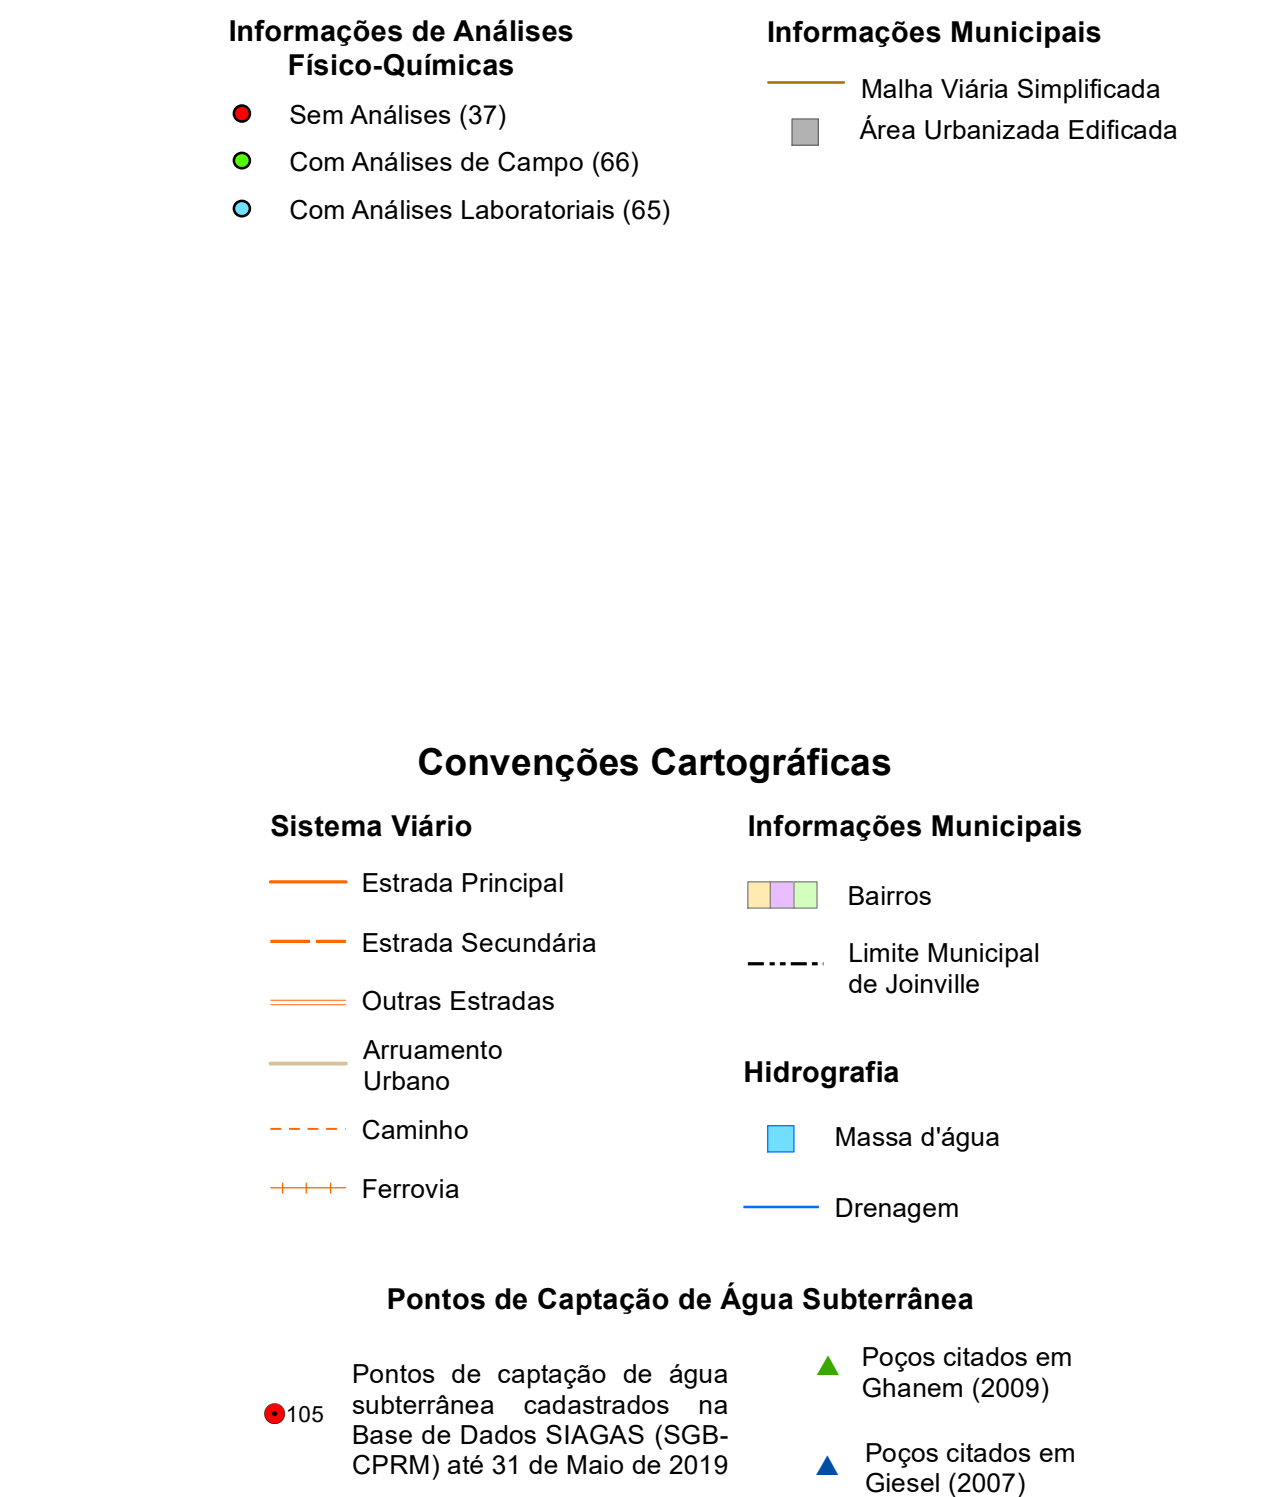 Informações de Análises
Físico-Químicas
Sem Análises (37)
Com Análises de Campo (66)
Com Análises Laboratoriais (65)
Informações Municipais
Malha Viária Simplificada
Área Urbanizada Edificada
Convenções Cartográficas
Sistema Viário
Estrada Principal
Estrada Secundária
Outras Estradas
Arruamento
Urbano
Caminho
Ferrovia
Informações Municipais
Bairros
Limite Municipal
de Joinville
Hidrografia
Massa d'água
Drenagem
Pontos de Captação de Água Subterrânea
105
Pontos de captação de água
subterrânea cadastrados na
Base de Dados SIAGAS (SGB-
CPRM) até 31 de Maio de 2019
Poços citados em
Ghanem (2009)
Poços citados em
Giesel (2007)